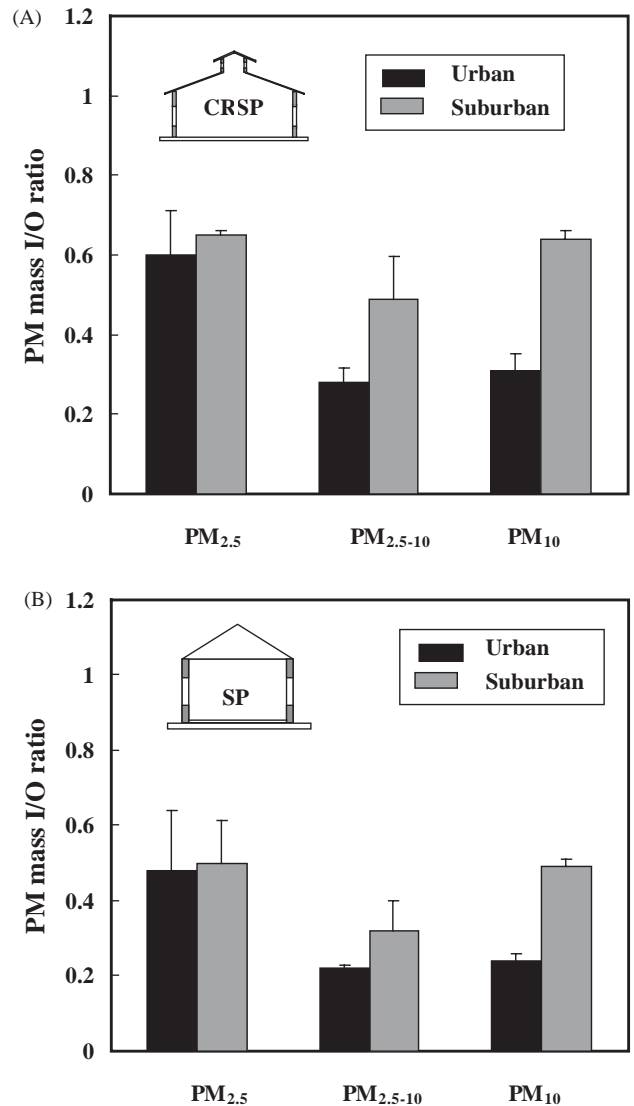 (A)
1.2
1
0.8
0.6
0.4
0.2
0
PM mass I/O ratio
CRSP
Urban
Suburban
PM2.5
PM2.5-10
PM10
(B)
1.2
1
0.8
0.6
0.4
0.2
0
PM mass I/O ratio
SP
Urban
Suburban
PM2.5
PM2.5-10
PM10